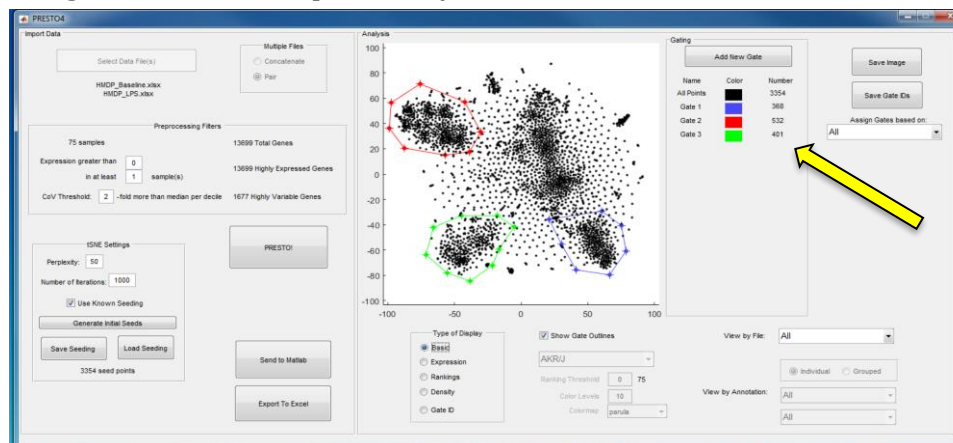 PRESTO4
Import Data
Select Data File(s)
HMDP_Baseline.xlsx
HMDP_LPS.xlsx
Multiple Files
Concatenate
Pair
Preprocessing Filters
75 samples
13699 Total Genes
Expression greater than 0
in at least 1 sample(s)
13699 Highly Expressed Genes
CoV Threshold: 2 -fold more than median per decile
1677 Highly Variable Genes
tSNE Settings
Perplexity: 50
Number of Iterations: 1000
Use Known Seeding
Generate Initial Seeds
Save Seeding
Load Seeding
3354 seed points
PRESTO!
Send to Matlab
Export To Excel
Analysis
100
80
60
40
20
0
-20
-40
-60
-80
-100
-100 -50 0 50 100
Gating
Add New Gate
Name Color Number
All Points 3354
Gate 1 368
Gate 2 532
Gate 3 401
Save Image
Save Gate IDs
Assign Gates based on:
All
Type of Display
Basic
Expression
Rankings
Density
Gate ID
Show Gate Outlines
AKR/J
Ranking Threshold 0 75
Color Levels 10
Colormap parula
View by File: All
Individual Grouped
View by Annotation: All
All